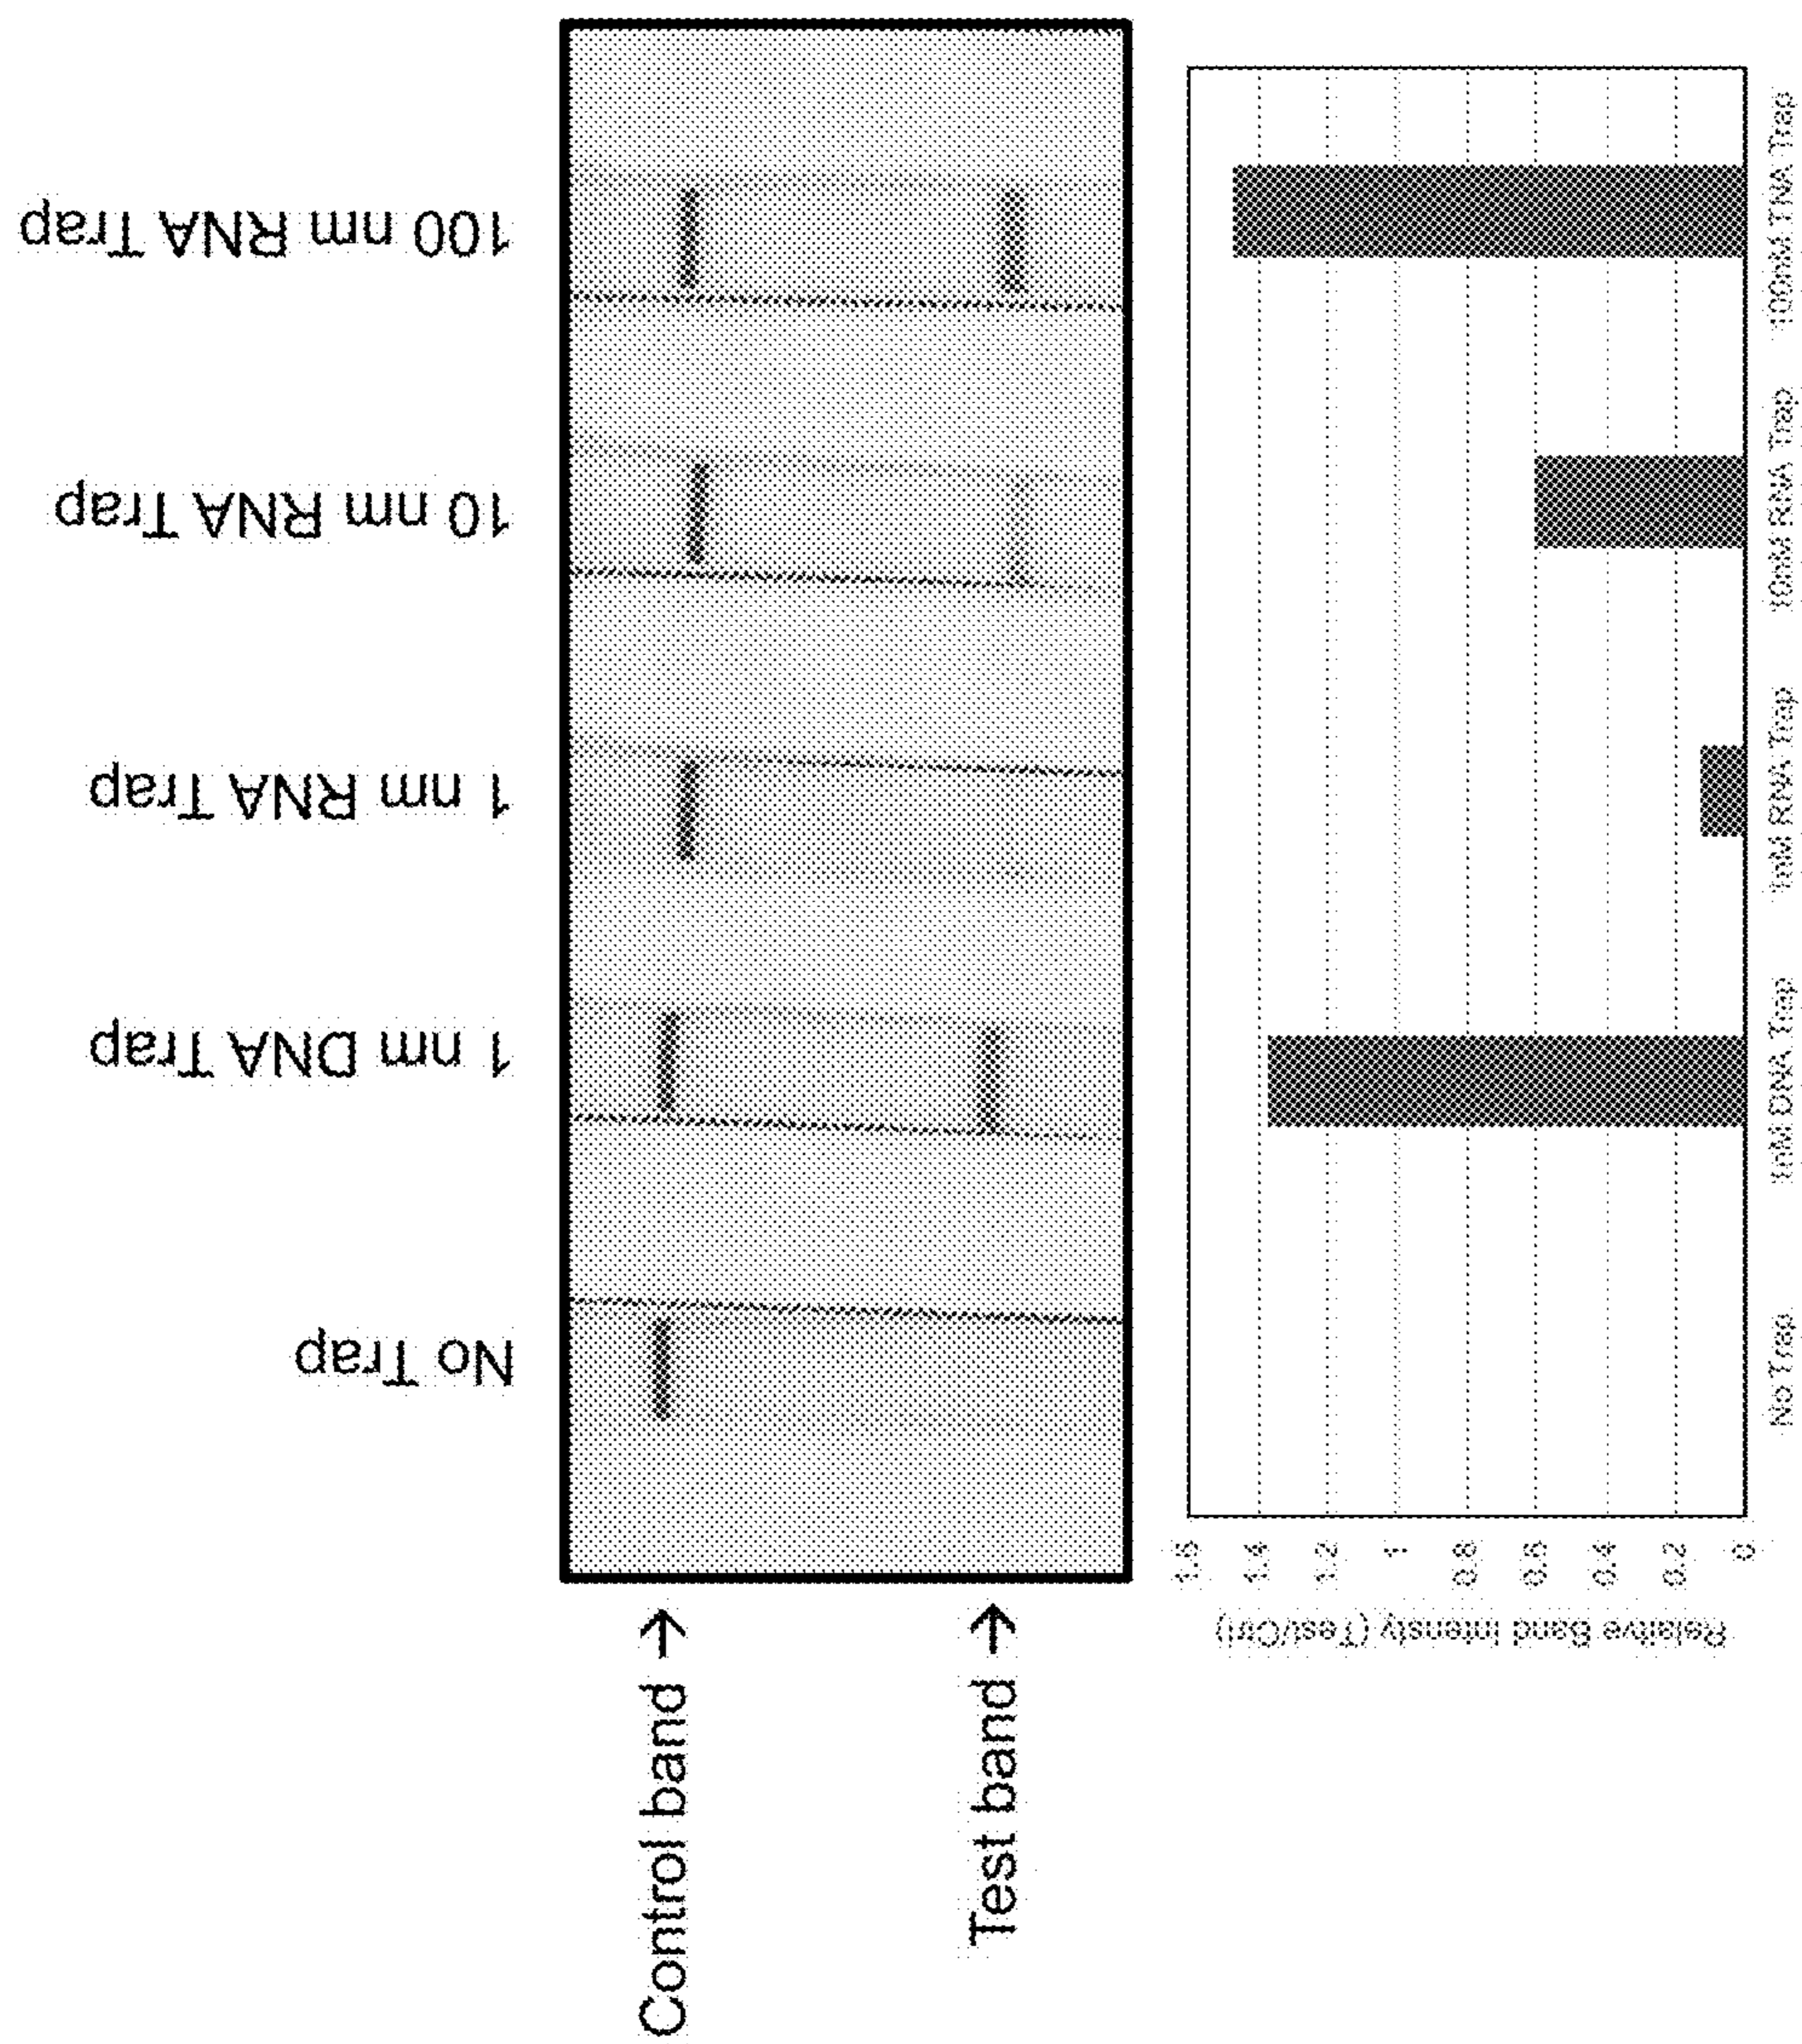 No Trap
1 nm DNA Trap
1 nm RNA Trap
10 nm RNA Trap
100 nm RNA Trap
Control band →
Test band →
Relative Band Intensity (Test/Ctrl)
1.6
1.4
1.2
1
0.8
0.6
0.4
0.2
0
No Trap
1nM DNA Trap
1nM RNA Trap
10nM RNA Trap
100nM Trap